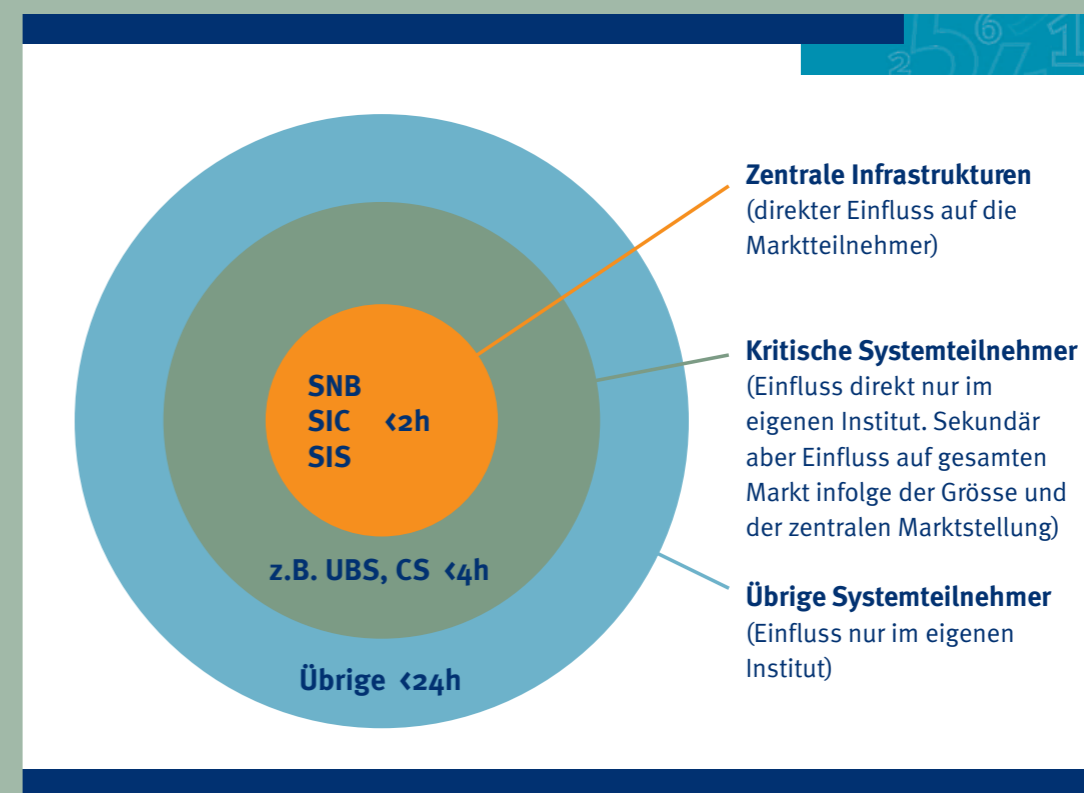 Zentrale Infrastrukturen
(direkter Einfluss auf die
Marktteilnehmer)
SNB
SIC <2h
SIS
z.B. UBS, CS <4h
Übrige <24h
Kritische Systemteilnehmer
(Einfluss direkt nur im
eigenen Institut. Sekundär
aber Einfluss auf gesamten
Markt infolge der Grösse und
der zentralen Marktstellung)
Übrige Systemteilnehmer
(Einfluss nur im eigenen
Institut)